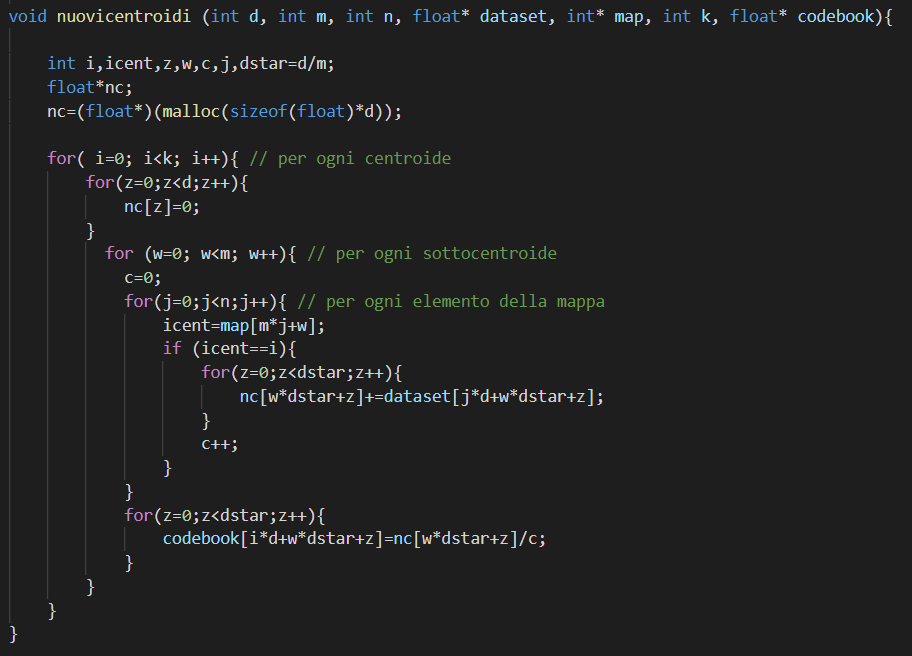 void nuovicentroidi (int d, int m, int n, float* dataset, int* map, int k, float* codebook){
int i,icent,z,w,c,j,dstar=d/m;
float*nc;
nc=(float*)(malloc(sizeof(float)*d));
for( i=0; i<k; i++){ // per ogni centroide
for(z=0;z<d;z++){
nc[z]=0;
}
for (w=0; w<m; w++){ // per ogni sottocentroide
c=0;
for(j=0;j<n;j++){ // per ogni elemento della mappa
icent=map[m*j+w];
if (icent==i){
for(z=0;z<dstar;z++){
nc[w*dstar+z]+=dataset[j*d+w*dstar+z];
}
c++;
}
}
for(z=0;z<dstar;z++){
codebook[i*d+w*dstar+z]=nc[w*dstar+z]/c;
}
}
}
}